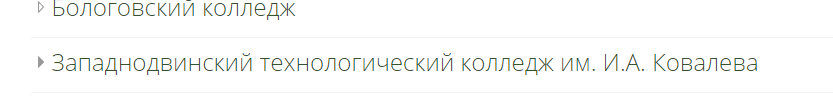 Бологовский колледж
Западнодвинский технологический колледж им. И.А. Ковалева